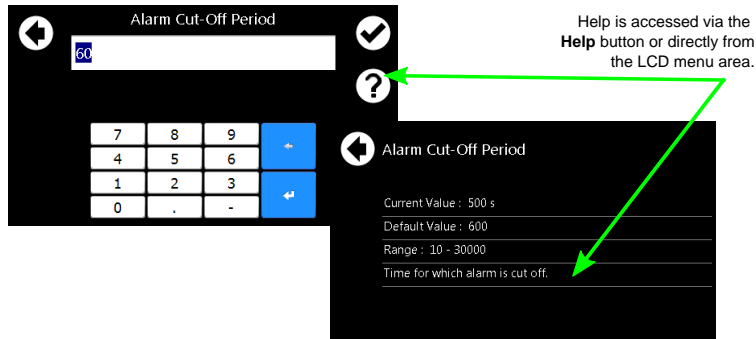 Alarm Cut-Off Period
60
?
7 8 9
4 5 6
1 2 3
0 . -
Help is accessed via the
Help button or directly from
the LCD menu area.
Alarm Cut-Off Period
Current Value : 500 s
Default Value : 600
Range : 10 - 30000
Time for which alarm is cut off.